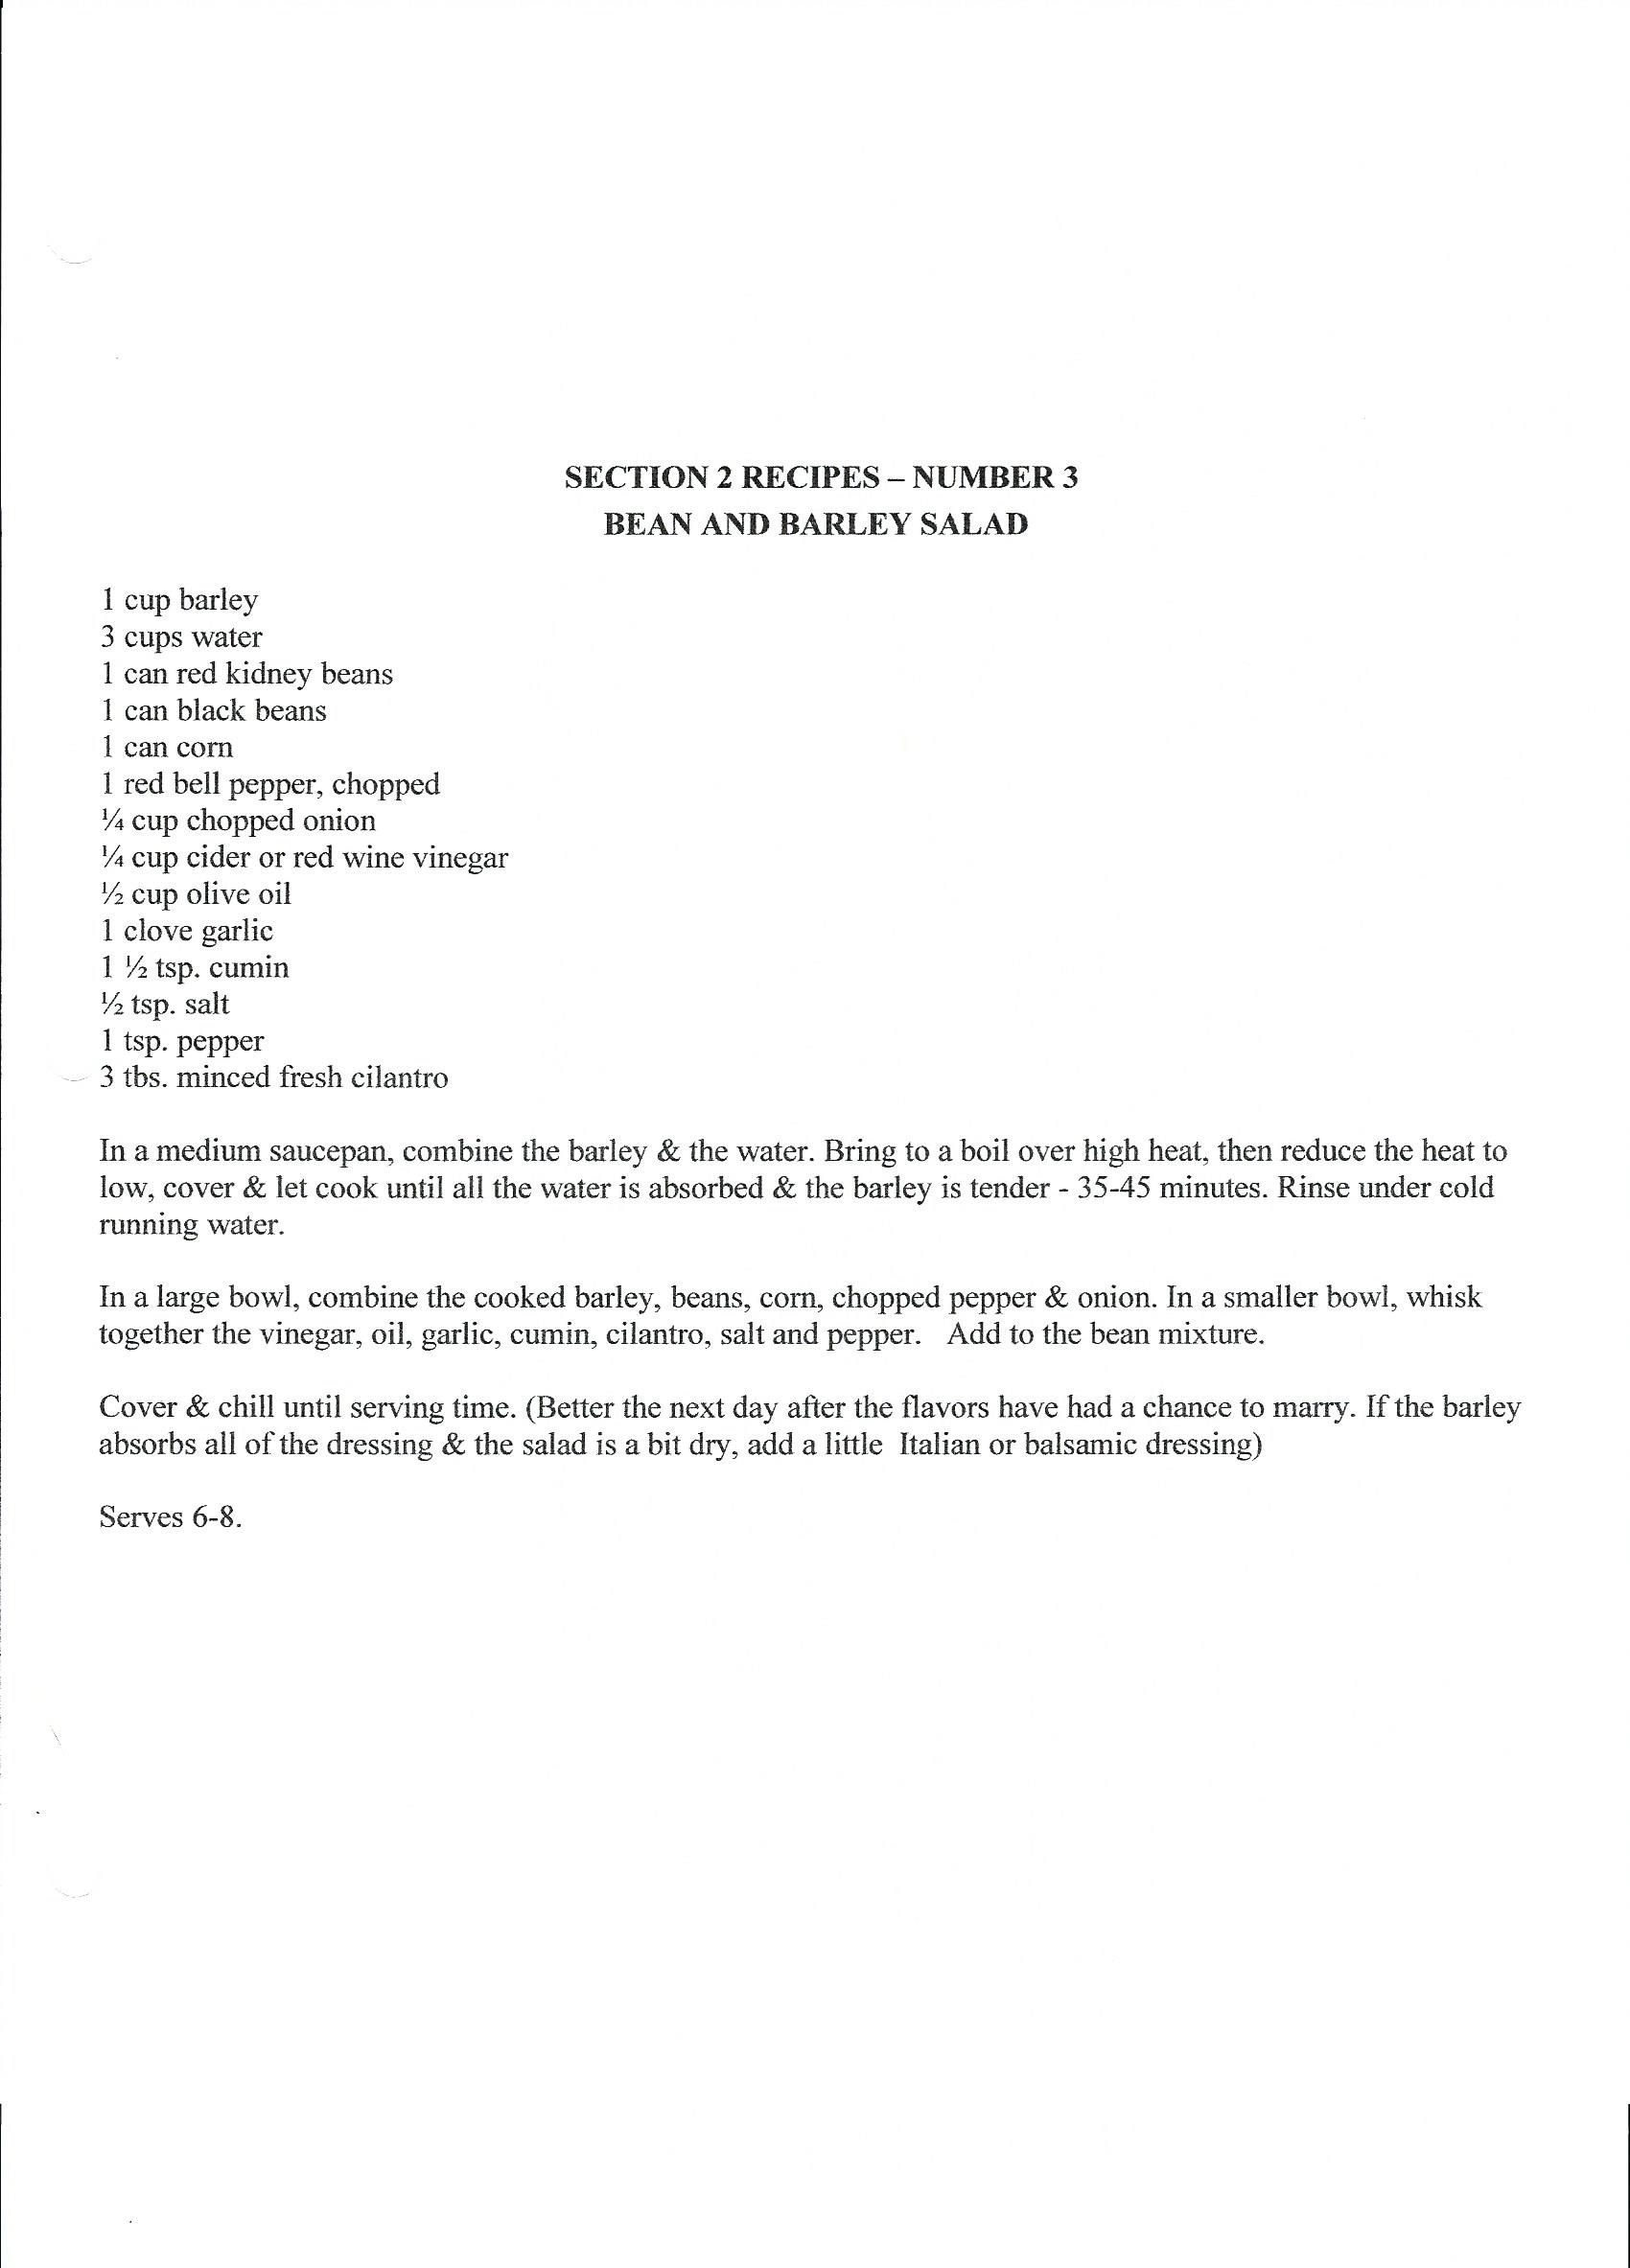 SECTION 2 RECIPES – NUMBER 3
BEAN AND BARLEY SALAD
1 cup barley
3 cups water
1 can red kidney beans
1 can black beans
1 can corn
1 red bell pepper, chopped
¼ cup chopped onion
¼ cup cider or red wine vinegar
½ cup olive oil
1 clove garlic
1 ½ tsp. cumin
½ tsp. salt
1 tsp. pepper
3 tbs. minced fresh cilantro
In a medium saucepan, combine the barley & the water. Bring to a boil over high heat, then reduce the heat to
low, cover & let cook until all the water is absorbed & the barley is tender - 35-45 minutes. Rinse under cold
running water.
In a large bowl, combine the cooked barley, beans, corn, chopped pepper & onion. In a smaller bowl, whisk
together the vinegar, oil, garlic, cumin, cilantro, salt and pepper.   Add to the bean mixture.
Cover & chill until serving time. (Better the next day after the flavors have had a chance to marry. If the barley
absorbs all of the dressing & the salad is a bit dry, add a little  Italian or balsamic dressing)
Serves 6-8.